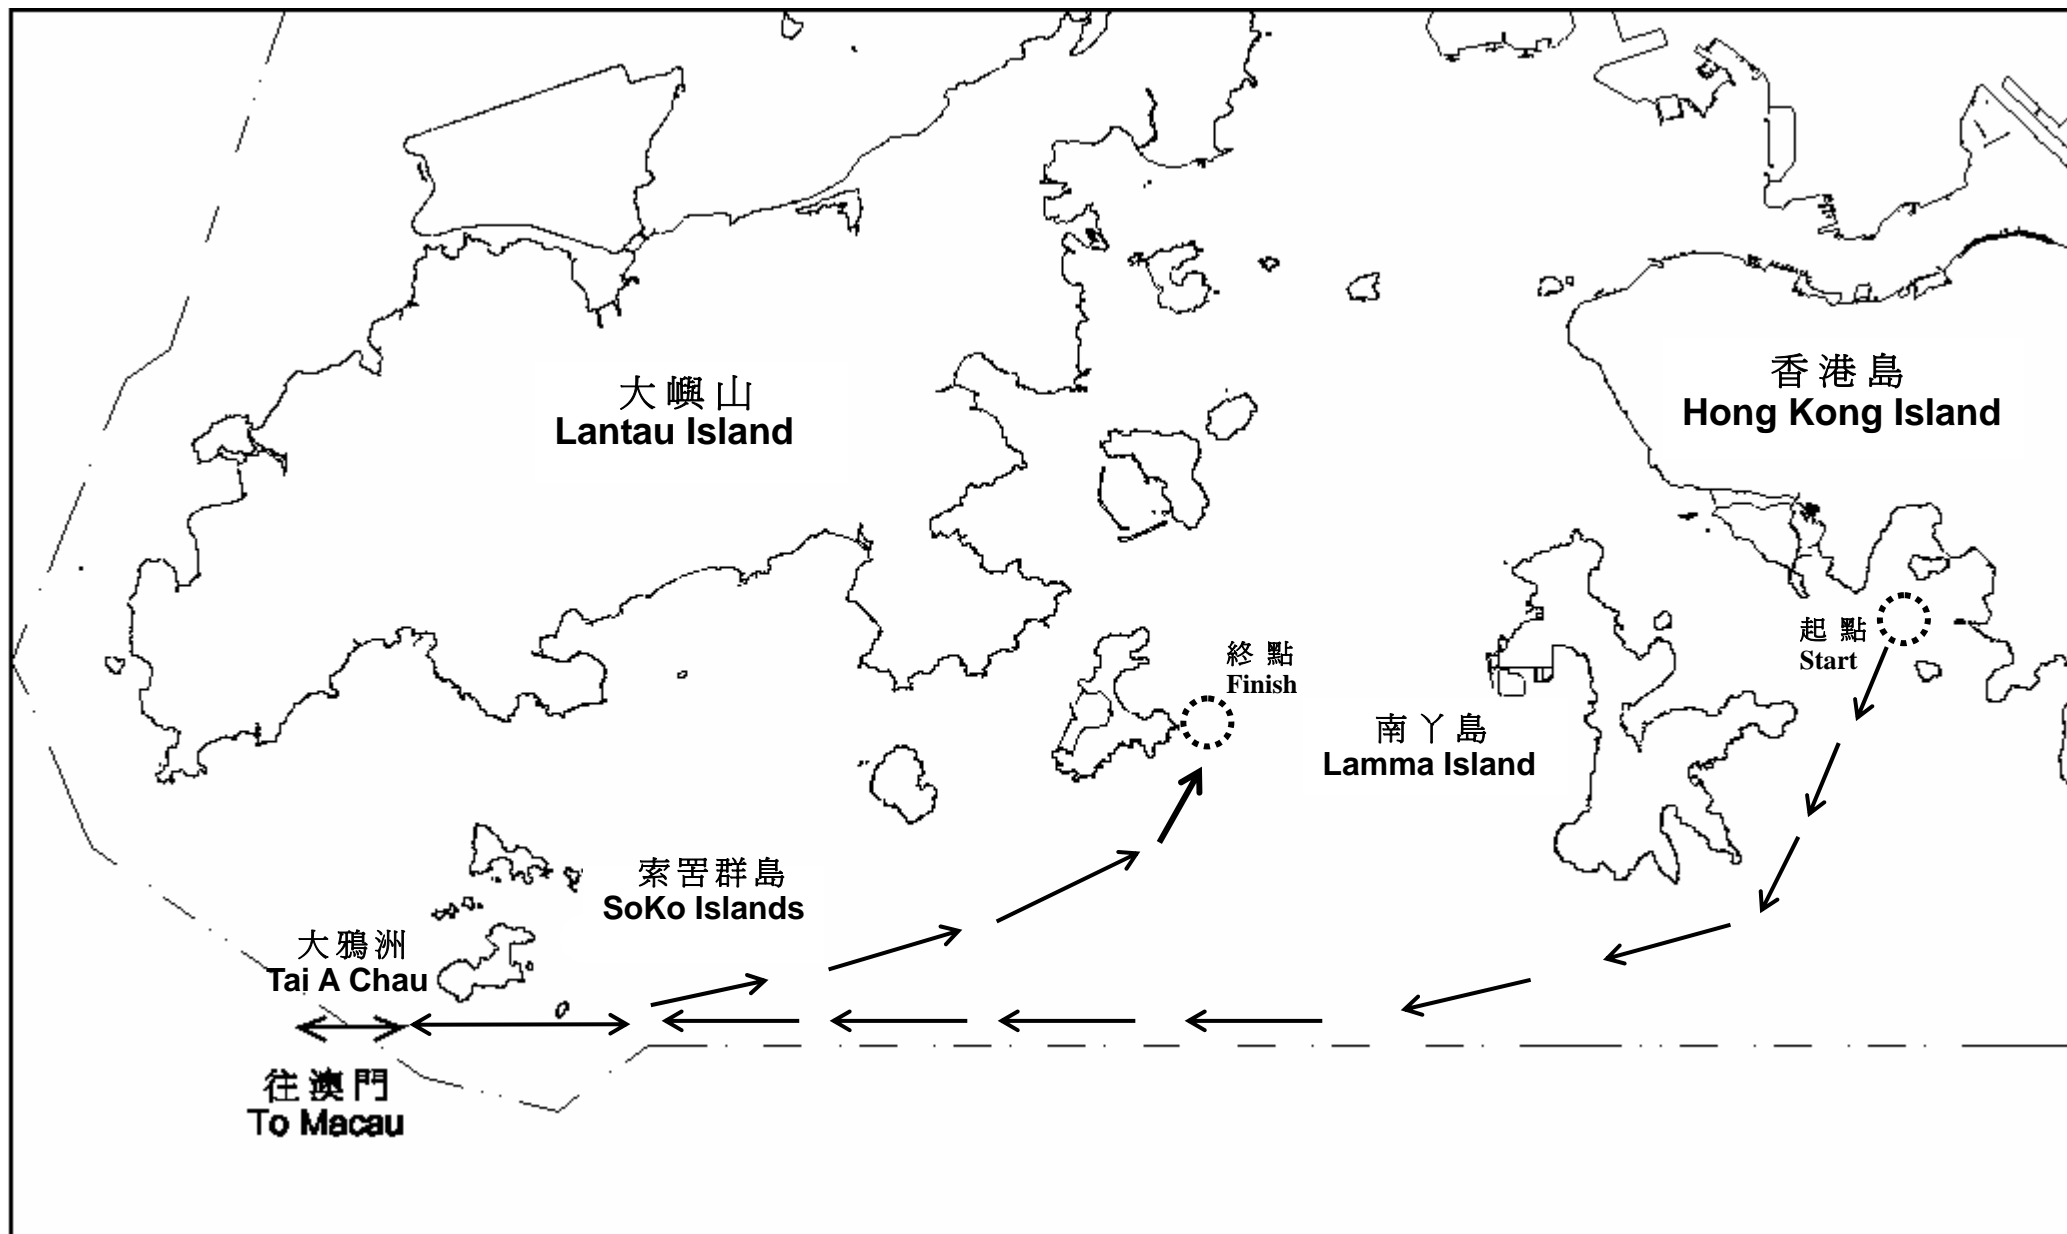 香港島
Hong Kong Island
大嶼山
Lantau Island
起點
Start
終點
Finish
南丫島
Lamma Island
索罟群島
SoKo Islands
大鴉洲
Tai A Chau
往澳門
To Macau